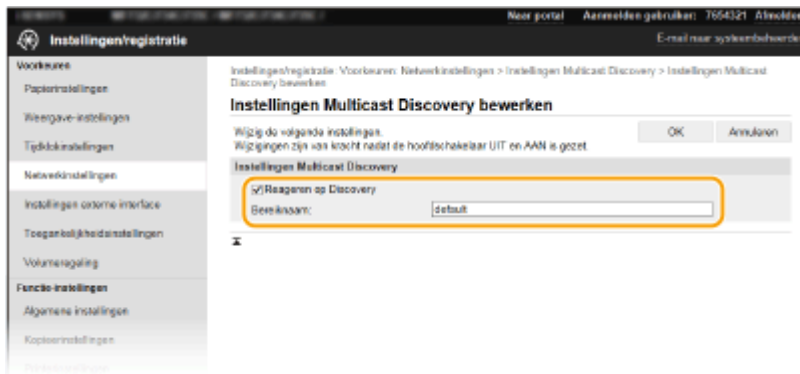 Naar portal Aanmelden gebruiker: 7654321 Afmelden
Instellingen/registratie
E-mail naar systeembeheerder
Voorkeuren
Papierinstellingen
Weergave-instellingen
Tijdklokinstellingen
Netwerkinstellingen
Instellingen externe interface
Toegankelijkheidsinstellingen
Volumeregeling
Functie-instellingen
Algemene instellingen
Kopieerinstellingen
Instellingen/registratie: Voorkeuren: Netwerkinstellingen > Instellingen Multicast Discovery > Instellingen Multicast
Discovery bewerken
Instellingen Multicast Discovery bewerken
Wijzig de volgende instellingen.
Wijzigingen zijn van kracht nadat de hoofdschakelaar UIT en AAN is gezet.
OK Annuleren
Instellingen Multicast Discovery
Reageren op Discovery
Bereiknaam: default